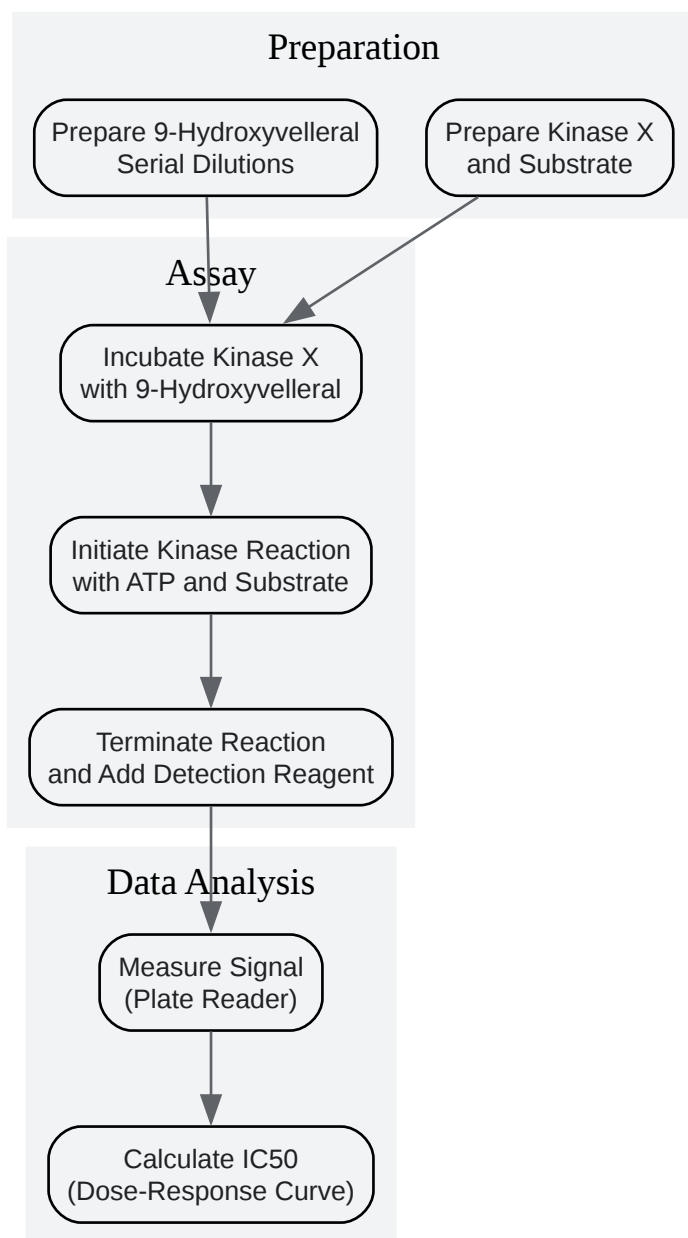 Preparation
Prepare 9-Hydroxyvelleral
Serial Dilutions
Prepare Kinase X
and Substrate
Assay
Incubate Kinase X
with 9-Hydroxyvelleral
Initiate Kinase Reaction
with ATP and Substrate
Terminate Reaction
and Add Detection Reagent
Data Analysis
Measure Signal
(Plate Reader)
Calculate IC50
(Dose-Response Curve)